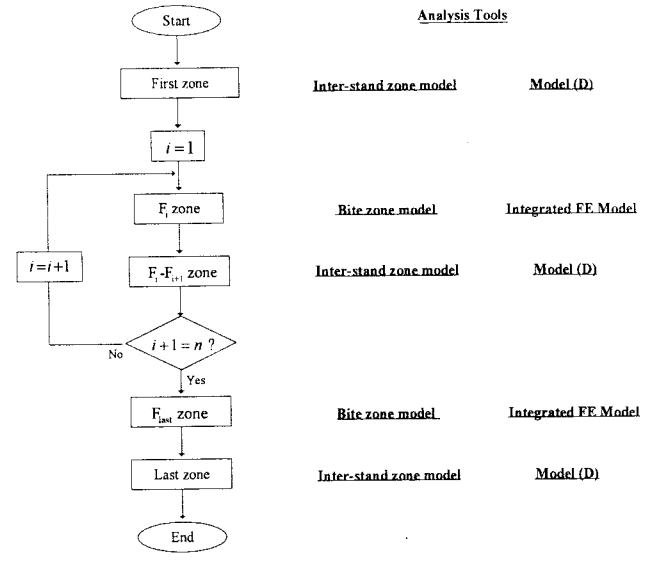 Start
Analysis Tools
First zone
Inter-stand zone model
Model (D)
i = 1
F_i zone
Bite zone model
Integrated FE Model
i = i+1
F_i-F_{i+1} zone
Inter-stand zone model
Model (D)
i + 1 = n ?
No
Yes
F_last zone
Bite zone model
Integrated FE Model
Last zone
Inter-stand zone model
Model (D)
End